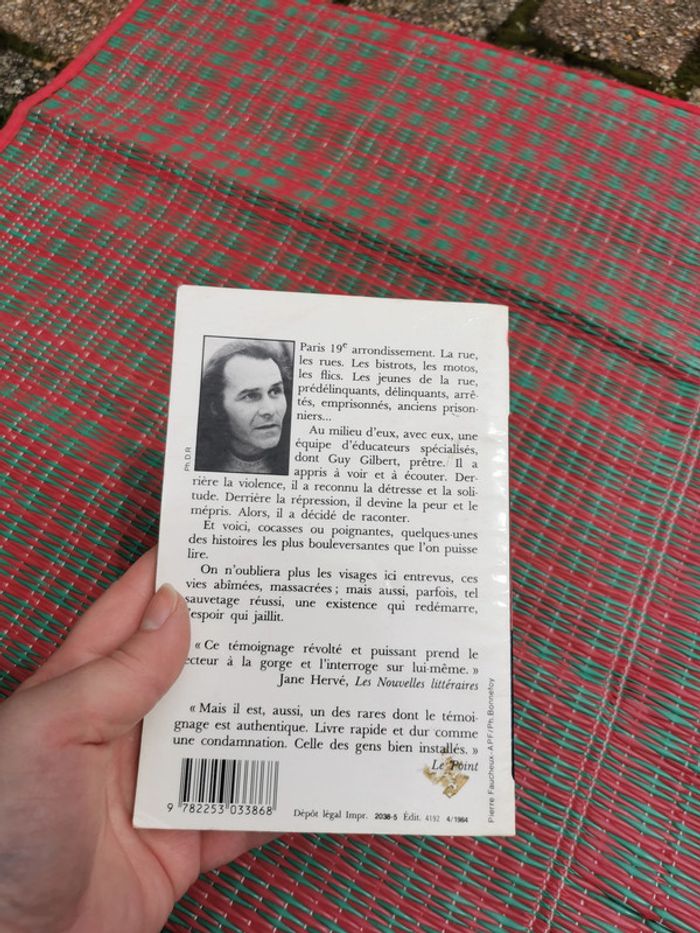 Paris 19e arrondissement. La rue,
les rues. Les bistrots, les motos,
les flics. Les jeunes de la rue,
prédélinquants, délinquants, arrê-
tés, emprisonnés, anciens prison-
niers...
Au milieu d'eux, avec eux, une
équipe d'éducateurs spécialisés,
dont Guy Gilbert, prêtre. Il a
appris à voir et à écouter. Der-
rière la violence, il a reconnu la détresse et la soli-
tude. Derrière la répression, il devine la peur et le
mépris. Alors, il a décidé de raconter.
Et voici, cocasses ou poignantes, quelques-unes
des histoires les plus bouleversantes que l'on puisse
lire.
On n'oubliera plus les visages ici entrevus, ces
vies abîmées, massacrées ; mais aussi, parfois, tel
sauvetage réussi, une existence qui redémarre,
l'espoir qui jaillit.
« Ce témoignage révolté et puissant prend le
ecteur à la gorge et l'interroge sur lui-même. »
Jane Hervé, Les Nouvelles littéraires
« Mais il est, aussi, un des rares dont le témoi-
gnage est authentique. Livre rapide et dur comme
une condamnation. Celle des gens bien installés. »
Le Point
9 782253 033868
Dépôt légal Impr. 2038-5 Édit. 4192 4/1984
Ph. D.R
Pierre Faucheux-APF/Ph. Bonnefoy